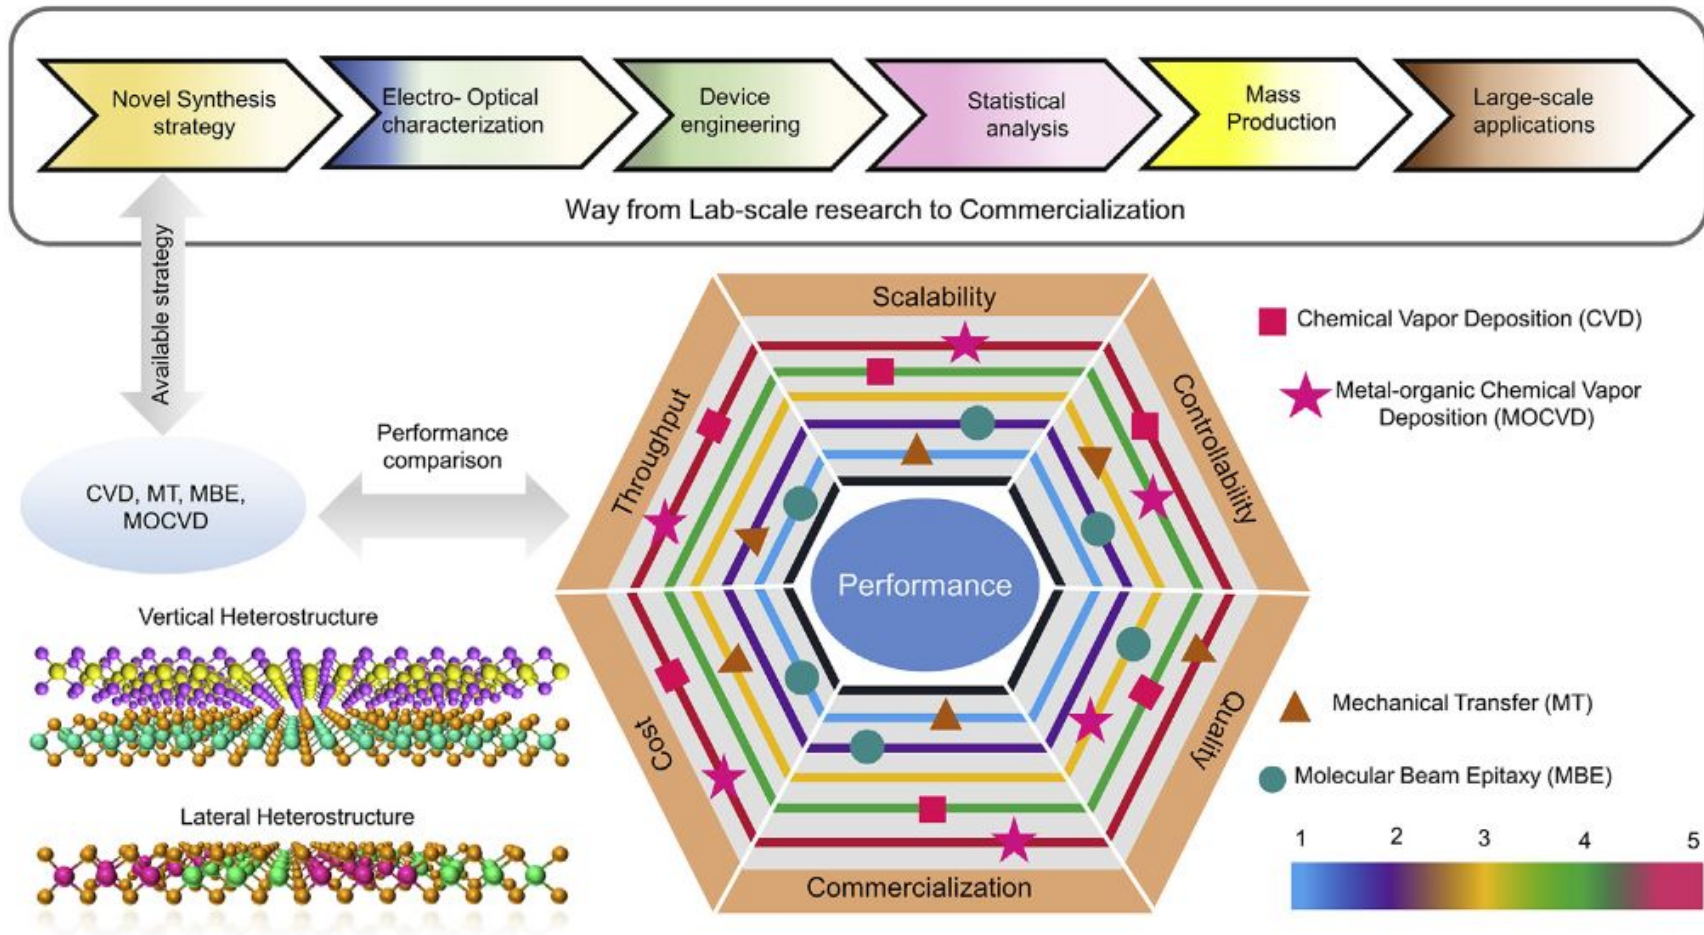 Novel Synthesis
strategy
Electro- Optical
characterization
Device
engineering
Statistical
analysis
Mass
Production
Large-scale
applications
Way from Lab-scale research to Commercialization
Available strategy
CVD, MT, MBE,
MOCVD
Performance
comparison
Vertical Heterostructure
Lateral Heterostructure
Scalability
Controllability
Quality
Commercialization
Cost
Throughput
Performance
Chemical Vapor Deposition (CVD)
Metal-organic Chemical Vapor
Deposition (MOCVD)
Mechanical Transfer (MT)
Molecular Beam Epitaxy (MBE)
1 2 3 4 5